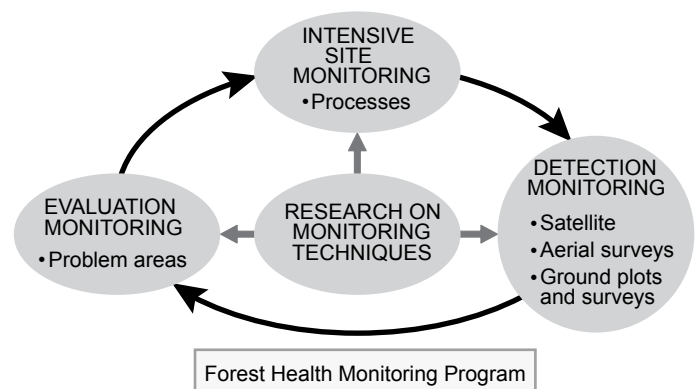 INTENSIVE
SITE
MONITORING
•Processes
DETECTION
MONITORING
•Satellite
•Aerial surveys
•Ground plots
and surveys
EVALUATION
MONITORING
•Problem areas
RESEARCH ON
MONITORING
TECHNIQUES
Forest Health Monitoring Program